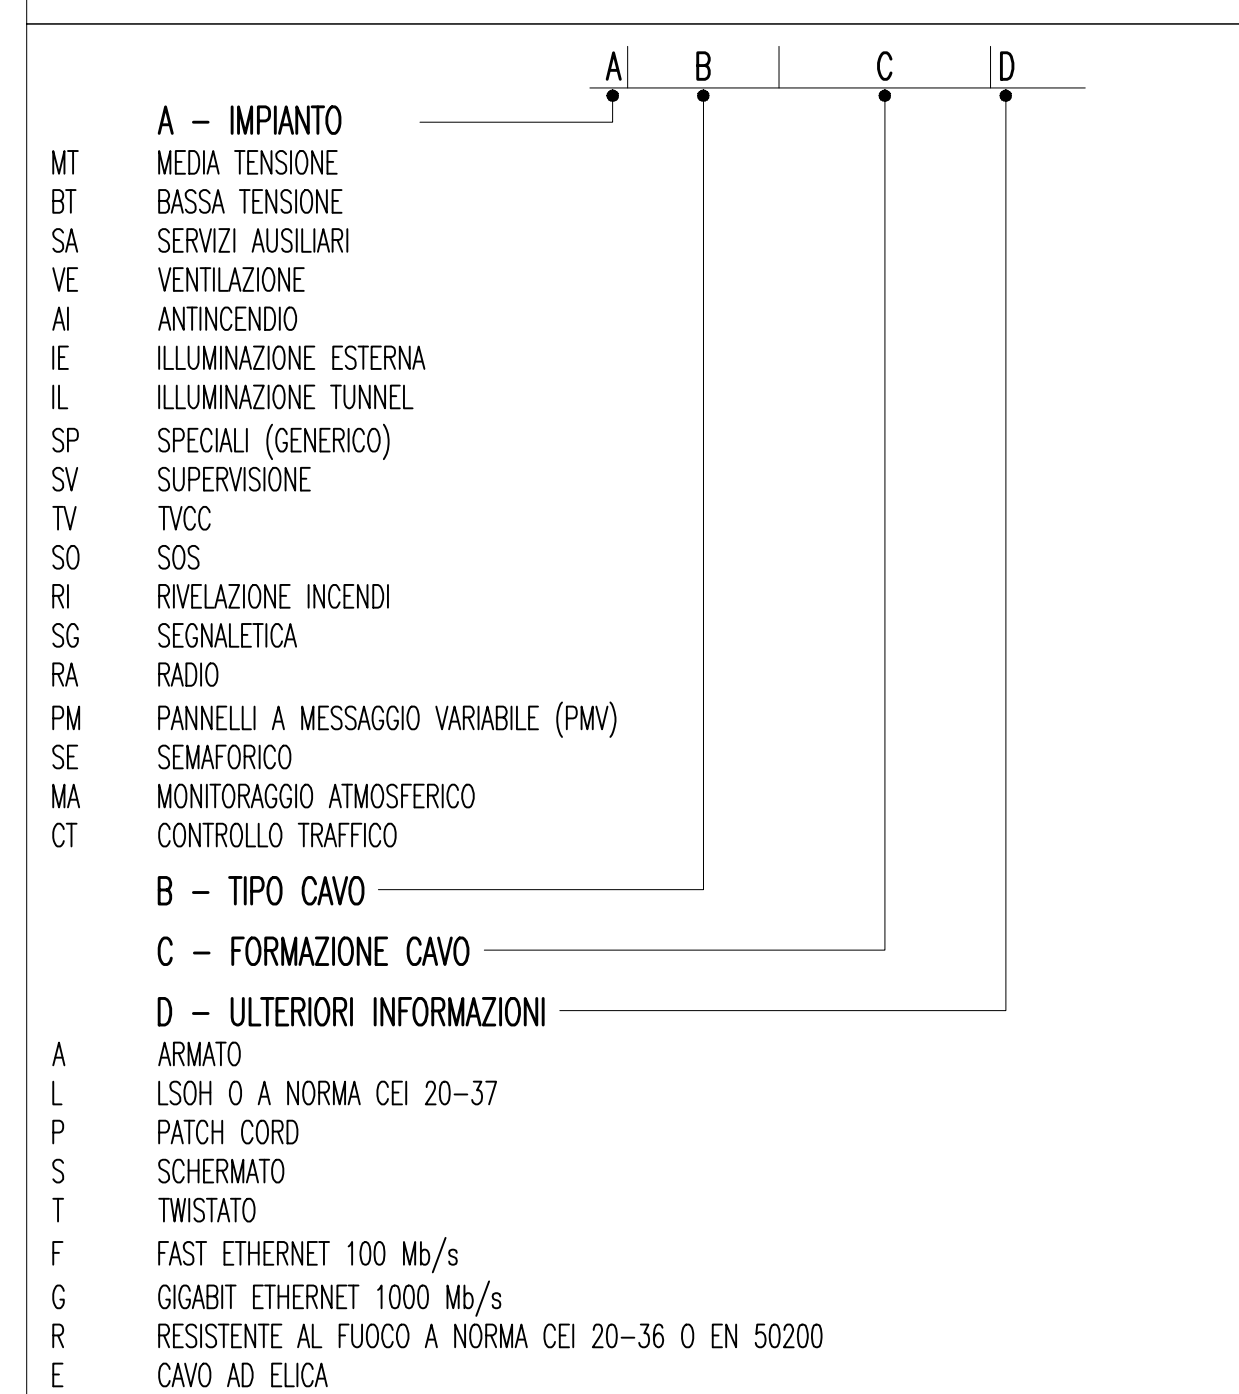 A B C D
A – IMPIANTO
MT MEDIA TENSIONE
BT BASSA TENSIONE
SA SERVIZI AUSILIARI
VE VENTILAZIONE
AI ANTINCENDIO
IE ILLUMINAZIONE ESTERNA
IL ILLUMINAZIONE TUNNEL
SP SPECIALI (GENERICO)
SV SUPERVISIONE
TV TVCC
SO SOS
RI RIVELAZIONE INCENDI
SG SEGNALETICA
RA RADIO
PM PANNELLI A MESSAGGIO VARIABILE (PMV)
SE SEMAFORICO
MA MONITORAGGIO ATMOSFERICO
CT CONTROLLO TRAFFICO
B – TIPO CAVO
C – FORMAZIONE CAVO
D – ULTERIORI INFORMAZIONI
A ARMATO
L LSOH O A NORMA CEI 20–37
P PATCH CORD
S SCHERMATO
T TWISTATO
F FAST ETHERNET 100 Mb/s
G GIGABIT ETHERNET 1000 Mb/s
R RESISTENTE AL FUOCO A NORMA CEI 20–36 O EN 50200
E CAVO AD ELICA